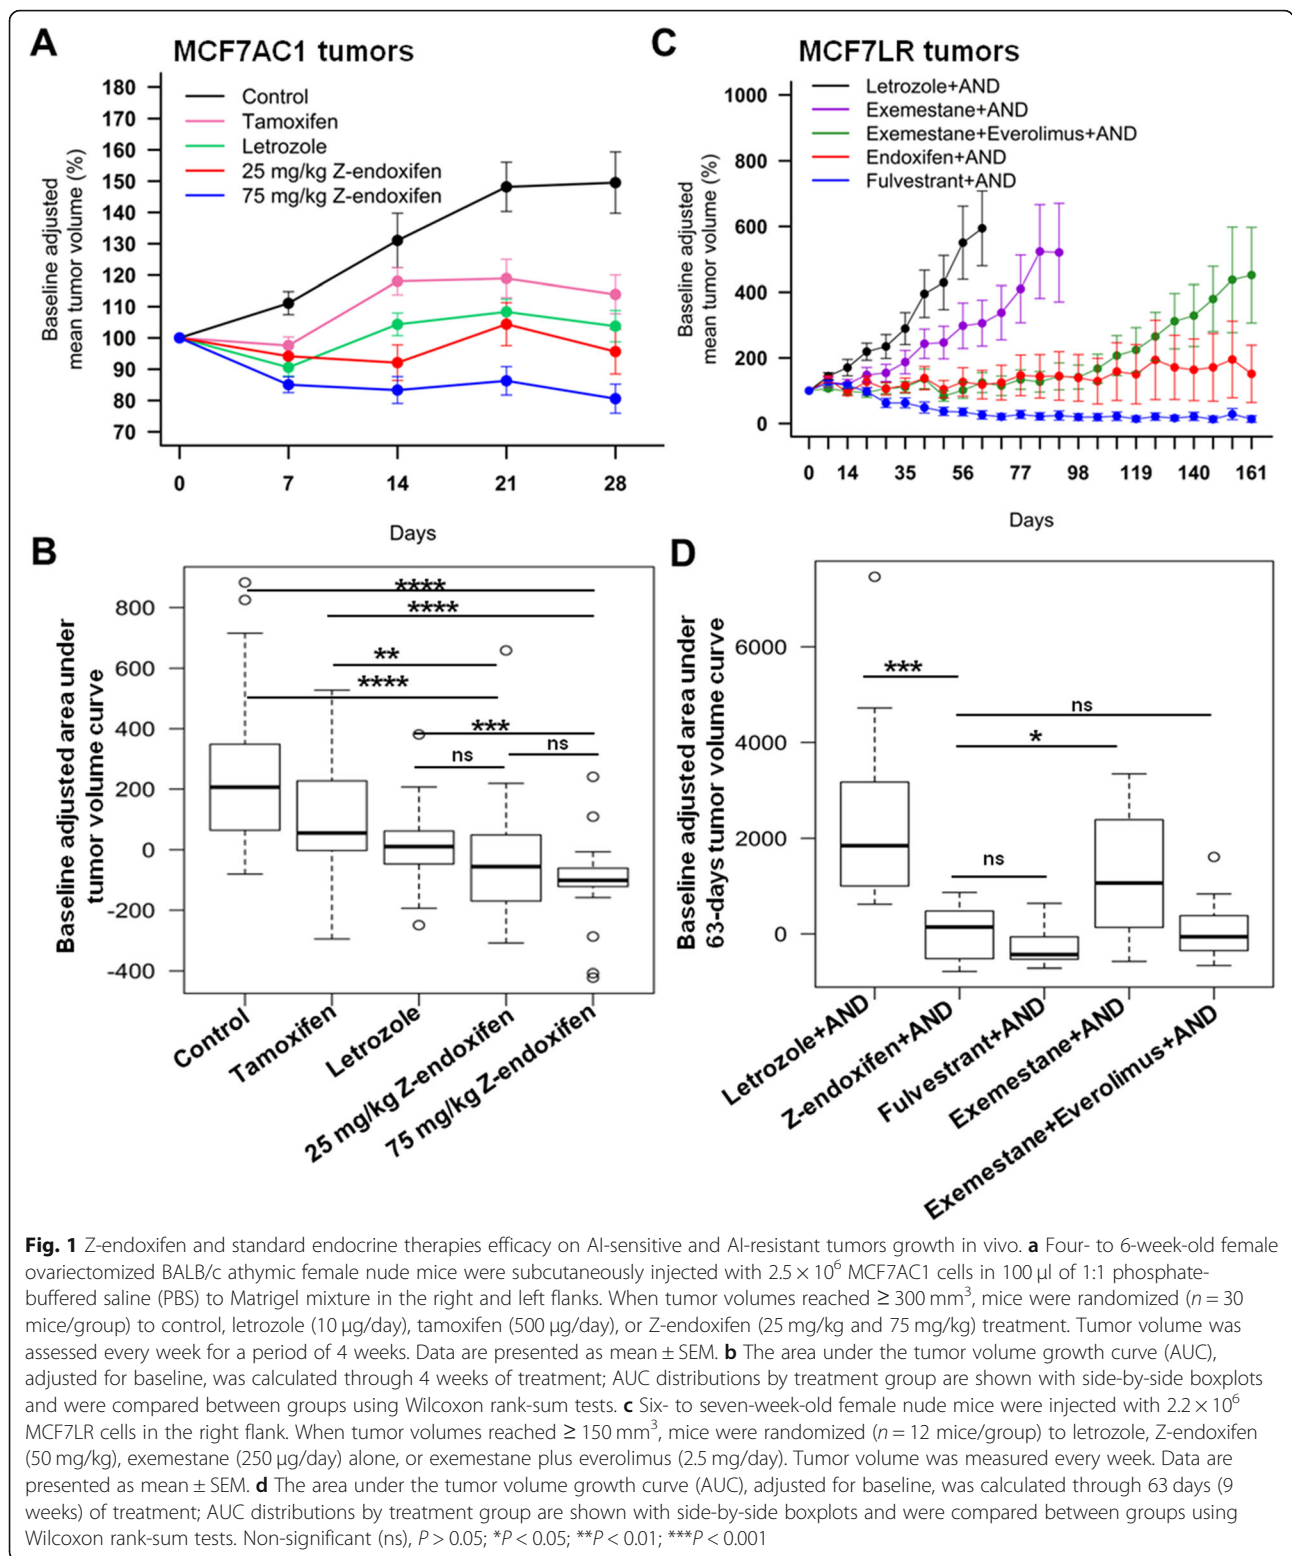 A
MCF7AC1 tumors
Baseline adjusted
mean tumor volume (%)
180
170
160
150
140
130
120
110
100
90
80
70
Control
Tamoxifen
Letrozole
25 mg/kg Z-endoxifen
75 mg/kg Z-endoxifen
0 7 14 21 28
Days
C
MCF7LR tumors
Baseline adjusted
mean tumor volume (%)
1000
800
600
400
200
0
Letrozole+AND
Exemestane+AND
Exemestane+Everolimus+AND
Endoxifen+AND
Fulvestrant+AND
0 14 35 56 77 98 119 140 161
Days
B
Baseline adjusted area under
tumor volume curve
800
600
400
200
0
-200
-400
****
****
**
****
***
ns
ns
Control
Tamoxifen
Letrozole
25 mg/kg Z-endoxifen
75 mg/kg Z-endoxifen
D
Baseline adjusted area under
63-days tumor volume curve
6000
4000
2000
0
***
ns
*
ns
Letrozole+AND
Z-endoxifen+AND
Fulvestrant+AND
Exemestane+AND
Exemestane+Everolimus+AND
Fig. 1 Z-endoxifen and standard endocrine therapies efficacy on AI-sensitive and AI-resistant tumors growth in vivo. a Four- to 6-week-old female
ovariectomized BALB/c athymic female nude mice were subcutaneously injected with 2.5 × 10⁶ MCF7AC1 cells in 100 μl of 1:1 phosphate-
buffered saline (PBS) to Matrigel mixture in the right and left flanks. When tumor volumes reached ≥ 300 mm³, mice were randomized (n = 30
mice/group) to control, letrozole (10 μg/day), tamoxifen (500 μg/day), or Z-endoxifen (25 mg/kg and 75 mg/kg) treatment. Tumor volume was
assessed every week for a period of 4 weeks. Data are presented as mean ± SEM. b The area under the tumor volume growth curve (AUC),
adjusted for baseline, was calculated through 4 weeks of treatment; AUC distributions by treatment group are shown with side-by-side boxplots
and were compared between groups using Wilcoxon rank-sum tests. c Six- to seven-week-old female nude mice were injected with 2.2 × 10⁶
MCF7LR cells in the right flank. When tumor volumes reached ≥ 150 mm³, mice were randomized (n = 12 mice/group) to letrozole, Z-endoxifen
(50 mg/kg), exemestane (250 μg/day) alone, or exemestane plus everolimus (2.5 mg/day). Tumor volume was measured every week. Data are
presented as mean ± SEM. d The area under the tumor volume growth curve (AUC), adjusted for baseline, was calculated through 63 days (9
weeks) of treatment; AUC distributions by treatment group are shown with side-by-side boxplots and were compared between groups using
Wilcoxon rank-sum tests. Non-significant (ns), P > 0.05; *P < 0.05; **P < 0.01; ***P < 0.001